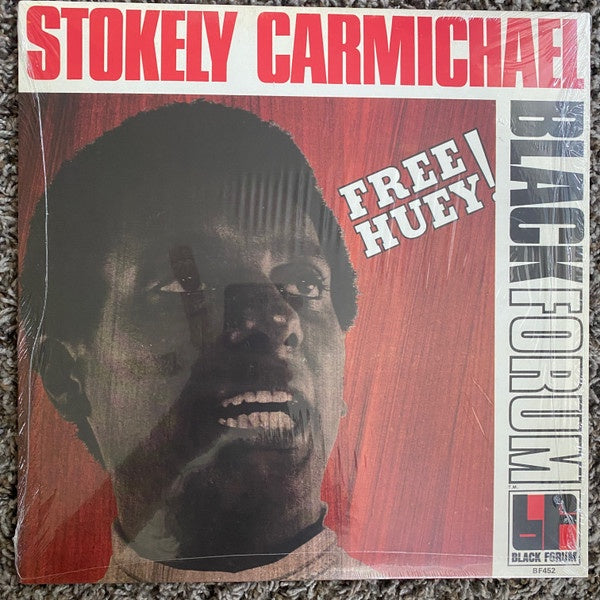 STOKELY CARMICHAEL
FREE
HUEY!
BLACK FORUM
BLACK FORUM
BF452